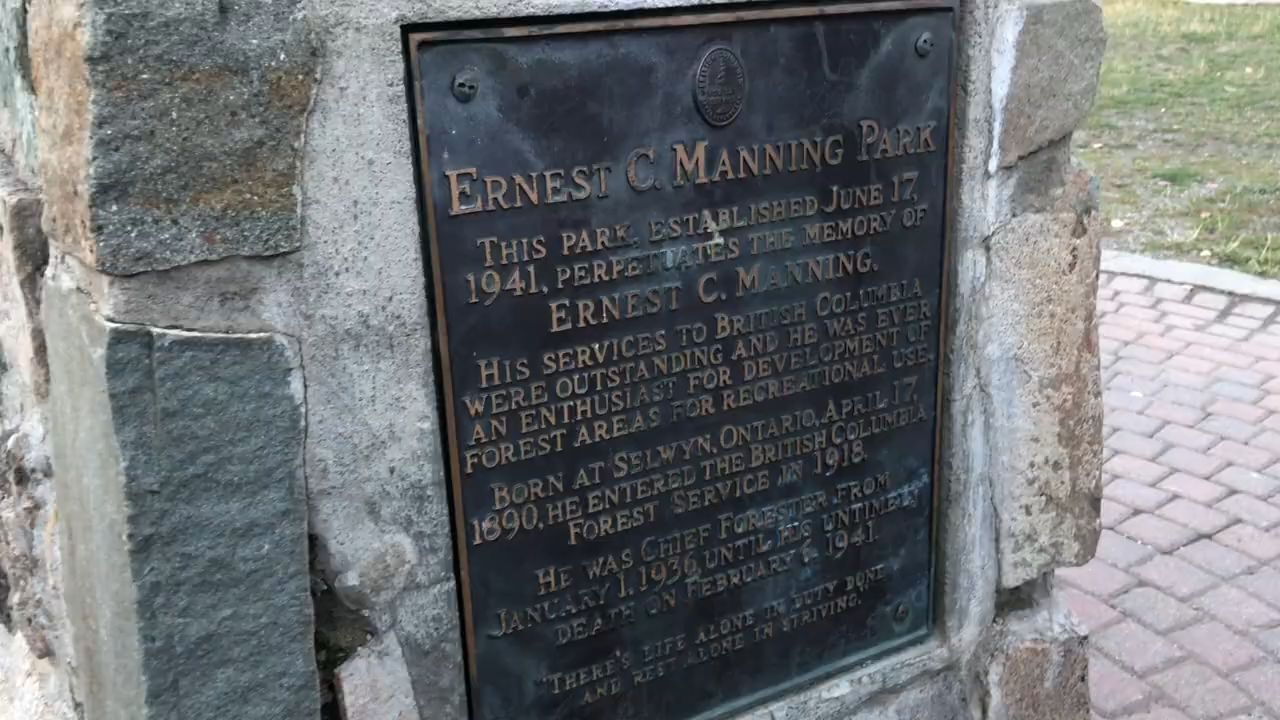 ERNEST C. MANNING PARK
THIS PARK, ESTABLISHED JUNE 17,
1941, PERPETUATES THE MEMORY OF
ERNEST C. MANNING.
HIS SERVICES TO BRITISH COLUMBIA
WERE OUTSTANDING AND HE WAS EVER
AN ENTHUSIAST FOR DEVELOPMENT OF
FOREST AREAS FOR RECREATIONAL USE.
BORN AT SELWYN, ONTARIO, APRIL 17,
1890, HE ENTERED THE BRITISH COLUMBIA
FOREST SERVICE IN 1918.
HE WAS CHIEF FORESTER FROM
JANUARY 1, 1936, UNTIL HIS UNTIMELY
DEATH ON FEBRUARY 6, 1941.
"THERE'S LIFE ALONE IN DUTY DONE
AND REST ALONE IN STRIVING."